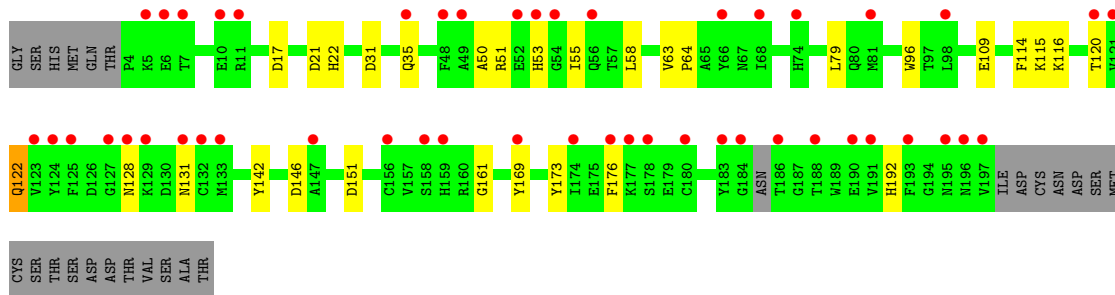 GLY SER HIS MET GLN THR P4 K5 E6 T7 E10 R11 D17 D21 H22 D31 Q35 F48 A49 A50 R51 E52 H53 G54 I55 Q56 T57 L58 V63 P64 A65 Y66 N67 I68 H74 L79 Q80 M81 W96 T97 L98 E109 F114 K115 K116 T120 V121
Q122 V123 Y124 F125 D126 G127 N128 K129 D130 N131 C132 M133 Y142 D146 A147 D151 C156 V157 S158 H159 R160 G161 Y169 Y173 I174 E175 F176 K177 S178 E179 C180 Y183 G184 ASN T186 G187 T188 W189 E190 V191 H192 F193 G194 N195 N196 V197 ILE ASP CYS ASN ASP SER MET
CYS SER THR PHE SER ASP ASP THR VAL SER ALA THR